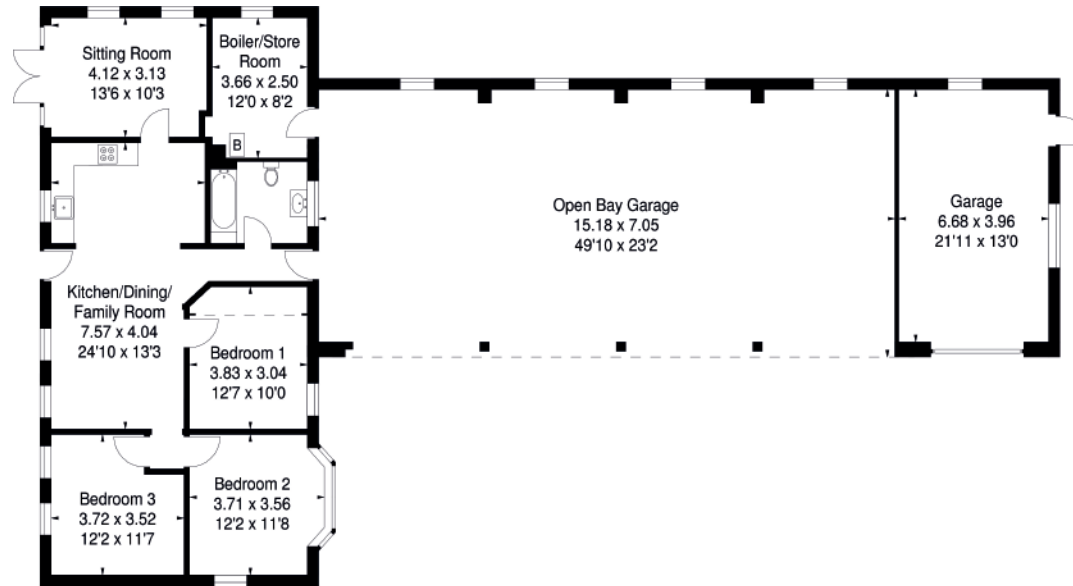 Sitting Room
4.12 x 3.13
13'6 x 10'3
Boiler/Store
Room
3.66 x 2.50
12'0 x 8'2
B
Open Bay Garage
15.18 x 7.05
49'10 x 23'2
Garage
6.68 x 3.96
21'11 x 13'0
Kitchen/Dining/
Family Room
7.57 x 4.04
24'10 x 13'3
Bedroom 1
3.83 x 3.04
12'7 x 10'0
Bedroom 2
3.71 x 3.56
12'2 x 11'8
Bedroom 3
3.72 x 3.52
12'2 x 11'7